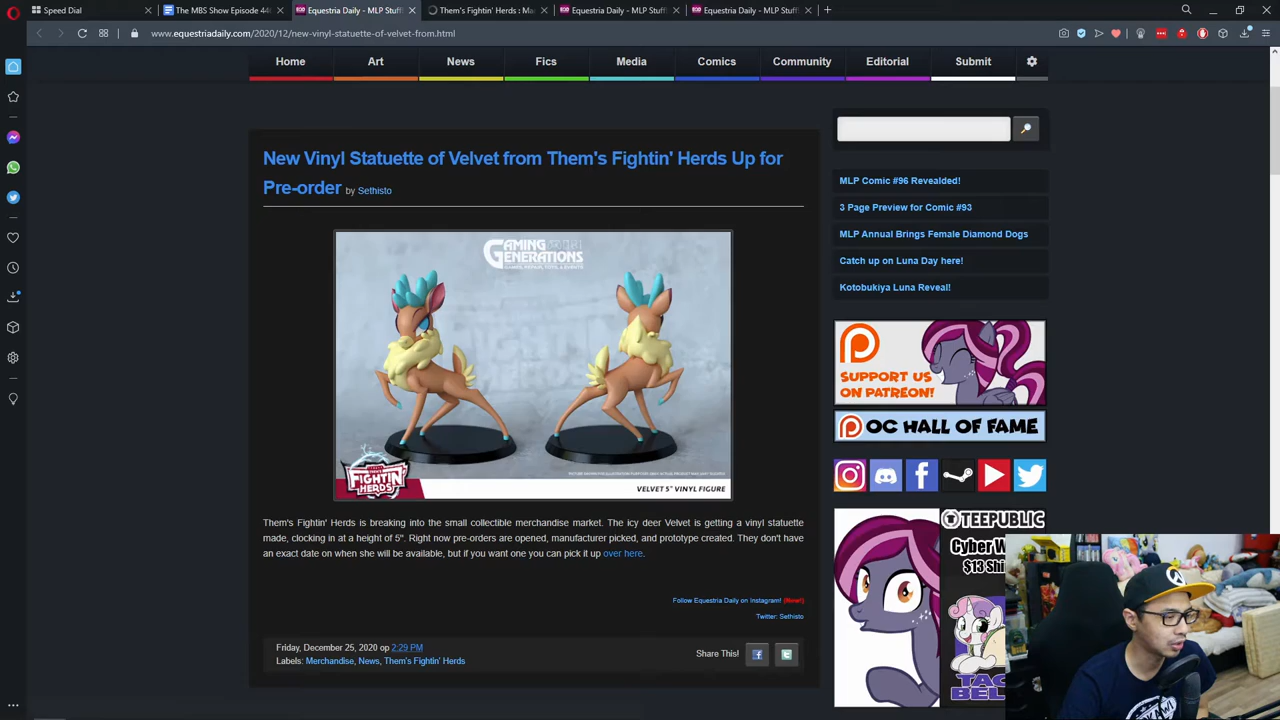 Speed Dial
The MBS Show Episode 44
Equestria Daily - MLP Stuff
Them's Fightin' Herds : Ma
Equestria Daily - MLP Stuff
Equestria Daily - MLP Stuff
www.equestriadaily.com/2020/12/new-vinyl-statuette-of-velvet-from.html
Home
Art
News
Fics
Media
Comics
Community
Editorial
Submit
New Vinyl Statuette of Velvet from Them's Fightin' Herds Up for
Pre-order by Sethisto
GAMING
GENERATIONS
GAMES, REPAIR, TOYS & EVENTS
FIGHTIN'
HERDS
VELVET 5" VINYL FIGURE
Them's Fightin' Herds is breaking into the small collectible merchandise market. The icy deer Velvet is getting a vinyl statuette
made, clocking in at a height of 5". Right now pre-orders are opened, manufacturer picked, and prototype created. They don't have
an exact date on when she will be available, but if you want one you can pick it up over here.
Follow Equestria Daily on Instagram! (New!)
Twitter: Sethisto
Friday, December 25, 2020 op 2:29 PM
Labels: Merchandise, News, Them's Fightin' Herds
Share This!
MLP Comic #96 Revealded!
3 Page Preview for Comic #93
MLP Annual Brings Female Diamond Dogs
Catch up on Luna Day here!
Kotobukiya Luna Reveal!
SUPPORT US
ON PATREON!
OC HALL OF FAME
TEEPUBLIC
Cyber W
$13 Shi
TAC
BEL